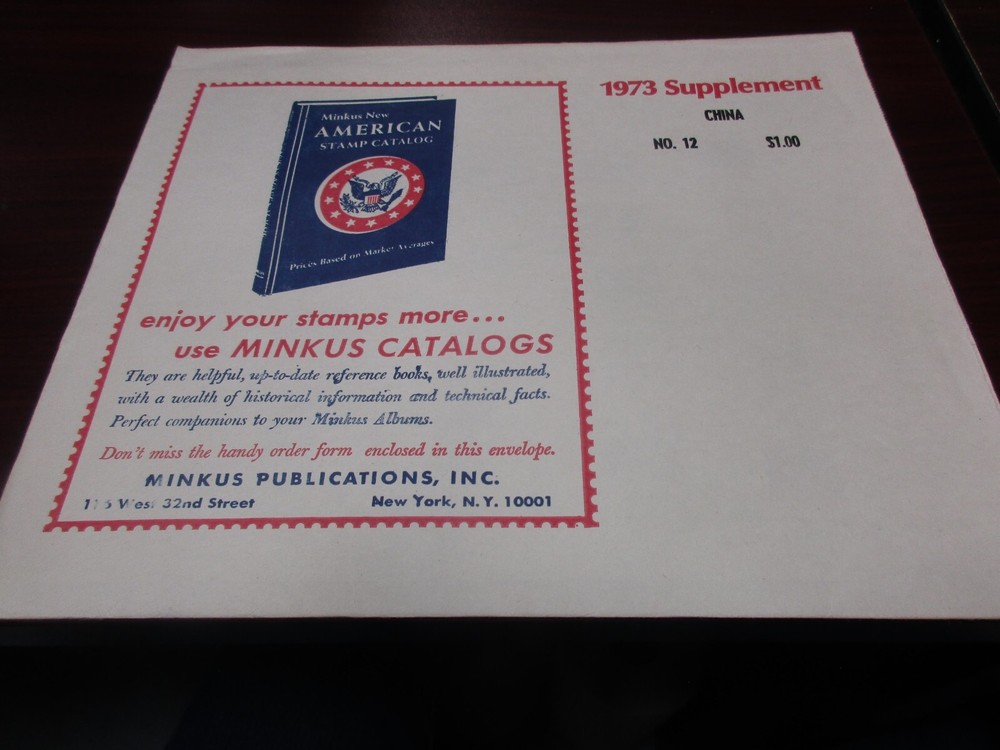 Minkus New
AMERICAN
STAMP CATALOG
Prices Based on Market Averages
enjoy your stamps more...
use MINKUS CATALOGS
They are helpful, up-to-date reference books, well illustrated,
with a wealth of historical information and technical facts.
Perfect companions to your Minkus Albums.
Don't miss the handy order form enclosed in this envelope.
MINKUS PUBLICATIONS, INC.
West 32nd Street New York, N.Y. 10001
1973 Supplement
CHINA
NO. 12 $1.00